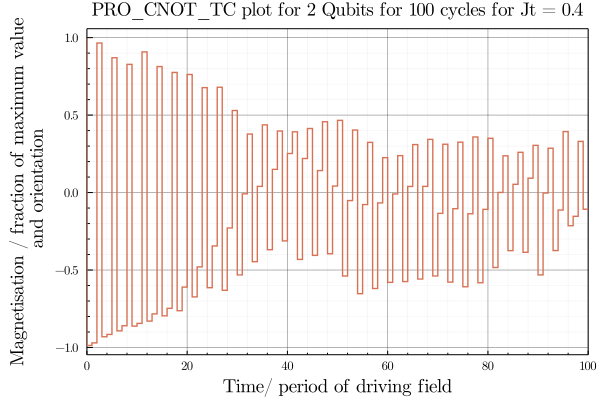 PRO_CNOT_TC plot for 2 Qubits for 100 cycles for Jt = 0.4
Magnetisation / fraction of maximum value
and orientation
1.0
0.5
0.0
−0.5
−1.0
0 20 40 60 80 100
Time/ period of driving field